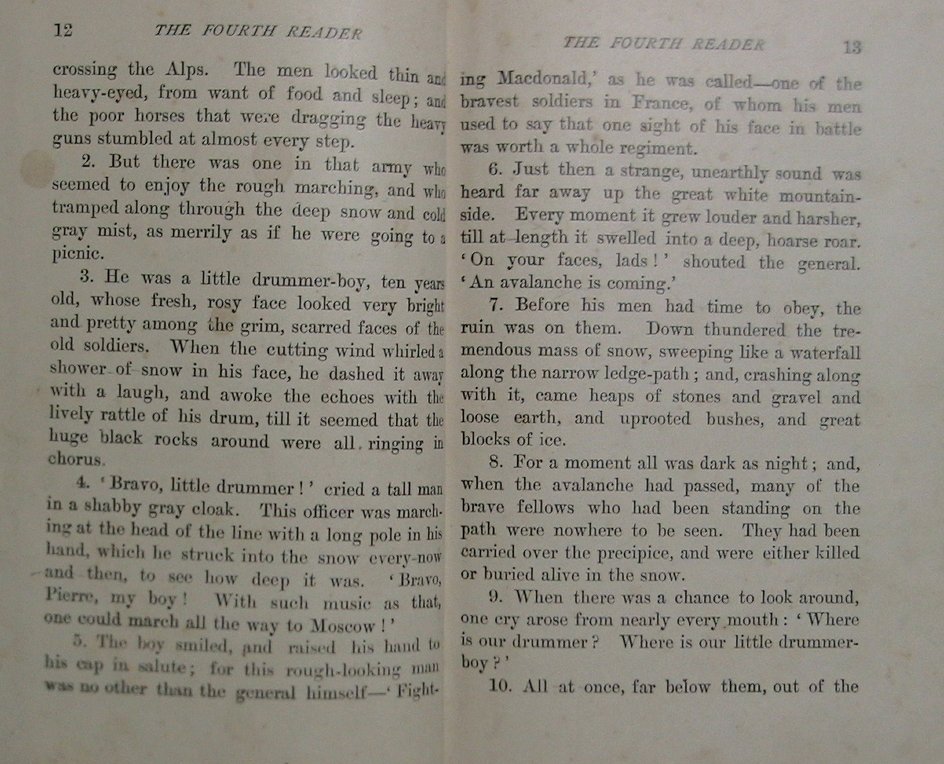 12 THE FOURTH READER
crossing the Alps. The men looked thin and
heavy-eyed, from want of food and sleep; and
the poor horses that were dragging the heavy
guns stumbled at almost every step.
2. But there was one in that army who
seemed to enjoy the rough marching, and who
tramped along through the deep snow and cold
gray mist, as merrily as if he were going to a
picnic.
3. He was a little drummer-boy, ten years
old, whose fresh, rosy face looked very bright
and pretty among the grim, scarred faces of the
old soldiers. When the cutting wind whirled a
shower of snow in his face, he dashed it away
with a laugh, and awoke the echoes with the
lively rattle of his drum, till it seemed that the
huge black rocks around were all ringing in
chorus.
4. ‘Bravo, little drummer!’ cried a tall man
in a shabby gray cloak. This officer was march-
ing at the head of the line with a long pole in his
hand, which he struck into the snow every now
and then, to see how deep it was. ‘Bravo,
Pierre, my boy! With such music as that,
one could march all the way to Moscow!’
5. The boy smiled, and raised his hand to
his cap in salute; for this rough-looking man
was no other than the general himself—‘Fight-
THE FOURTH READER 13
ing Macdonald,’ as he was called—one of the
bravest soldiers in France, of whom his men
used to say that one sight of his face in battle
was worth a whole regiment.
6. Just then a strange, unearthly sound was
heard far away up the great white mountain-
side. Every moment it grew louder and harsher,
till at length it swelled into a deep, hoarse roar.
‘On your faces, lads!’ shouted the general.
‘An avalanche is coming.’
7. Before his men had time to obey, the
ruin was on them. Down thundered the tre-
mendous mass of snow, sweeping like a waterfall
along the narrow ledge-path; and, crashing along
with it, came heaps of stones and gravel and
loose earth, and uprooted bushes, and great
blocks of ice.
8. For a moment all was dark as night; and,
when the avalanche had passed, many of the
brave fellows who had been standing on the
path were nowhere to be seen. They had been
carried over the precipice, and were either killed
or buried alive in the snow.
9. When there was a chance to look around,
one cry arose from nearly every mouth: ‘Where
is our drummer? Where is our little drummer-
boy?’
10. All at once, far below them, out of the